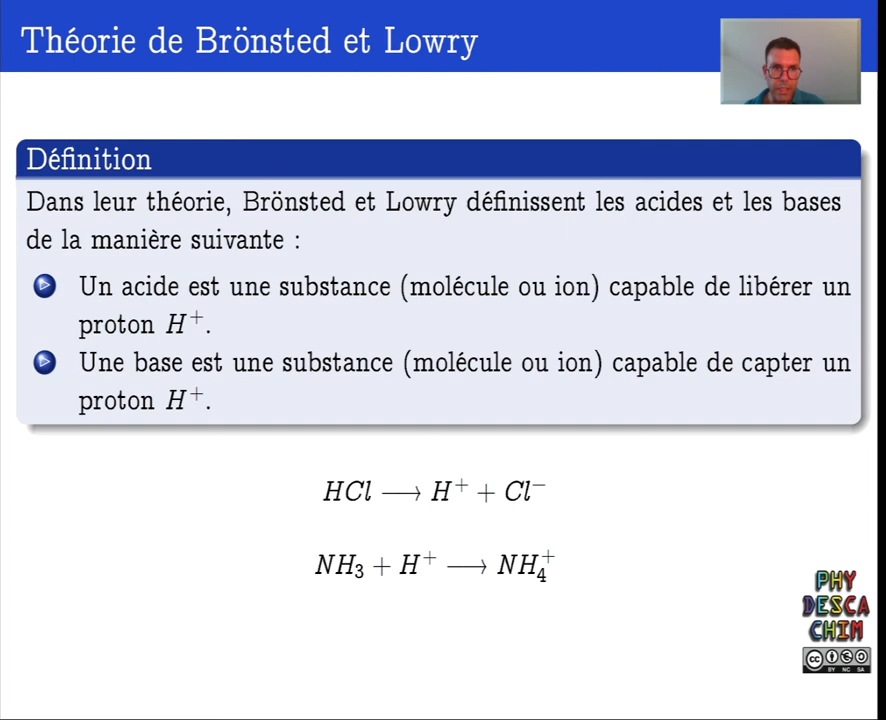 Théorie de Brönsted et Lowry
Définition
Dans leur théorie, Brönsted et Lowry définissent les acides et les bases
de la manière suivante :
Un acide est une substance (molécule ou ion) capable de libérer un
proton H⁺.
Une base est une substance (molécule ou ion) capable de capter un
proton H⁺.
HCl ⟶ H⁺ + Cl⁻
NH₃ + H⁺ ⟶ NH₄⁺
PHY
DESCA
CHIM
cc
BY NC SA